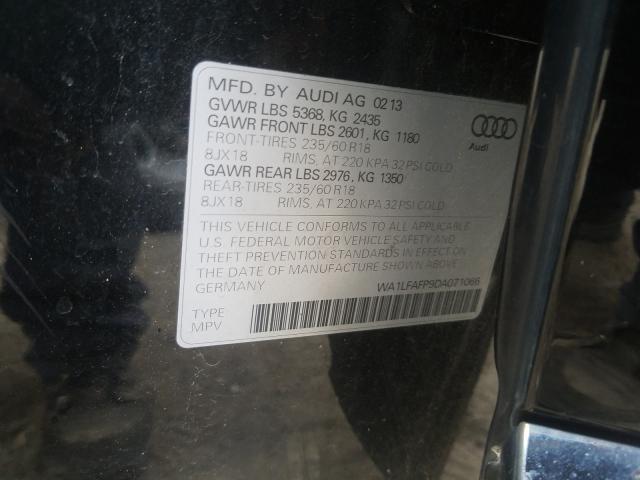 MFD. BY AUDI AG 02 13
GVWR LBS 5368, KG 2435
GAWR FRONT LBS 2601, KG 1180
FRONT-TIRES 235/60 R18
8JX18 RIMS, AT 220 KPA 32 PSI COLD
GAWR REAR LBS 2976, KG 1350
REAR-TIRES 235/60 R18
8JX18 RIMS, AT 220 KPA 32 PSI COLD
Audi
THIS VEHICLE CONFORMS TO ALL APPLICABLE
U.S. FEDERAL MOTOR VEHICLE SAFETY AND
THEFT PREVENTION STANDARDS IN EFFECT ON
DATE OF MANUFACTURE SHOWN ABOVE
GERMANY
WA1LFAFP9DA071066
TYPE
MPV